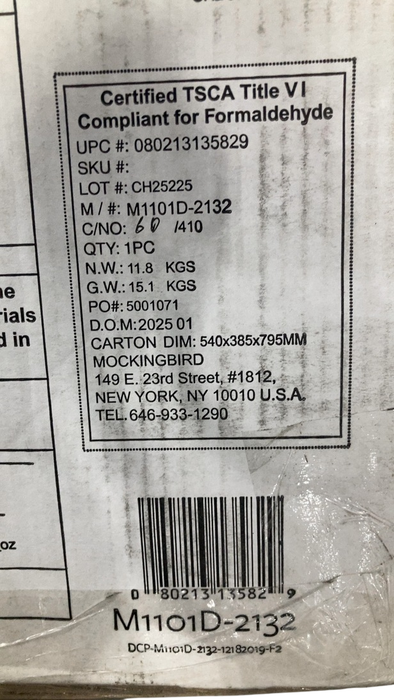 Certified TSCA Title VI
Compliant for Formaldehyde
UPC #: 080213135829
SKU #:
LOT #: CH25225
M / #: M1101D-2132
C/NO: 60 /1410
QTY: 1PC
N.W.: 11.8 KGS
G.W.: 15.1 KGS
PO#: 5001071
D.O.M: 2025 01
CARTON DIM: 540x385x795MM
MOCKINGBIRD
149 E. 23rd Street, #1812,
NEW YORK, NY 10010 U.S.A.
TEL.646-933-1290
rials
d in
oz
0 80213 13582 9
M1101D-2132
DCP-M1101D-2132-12182019-F2